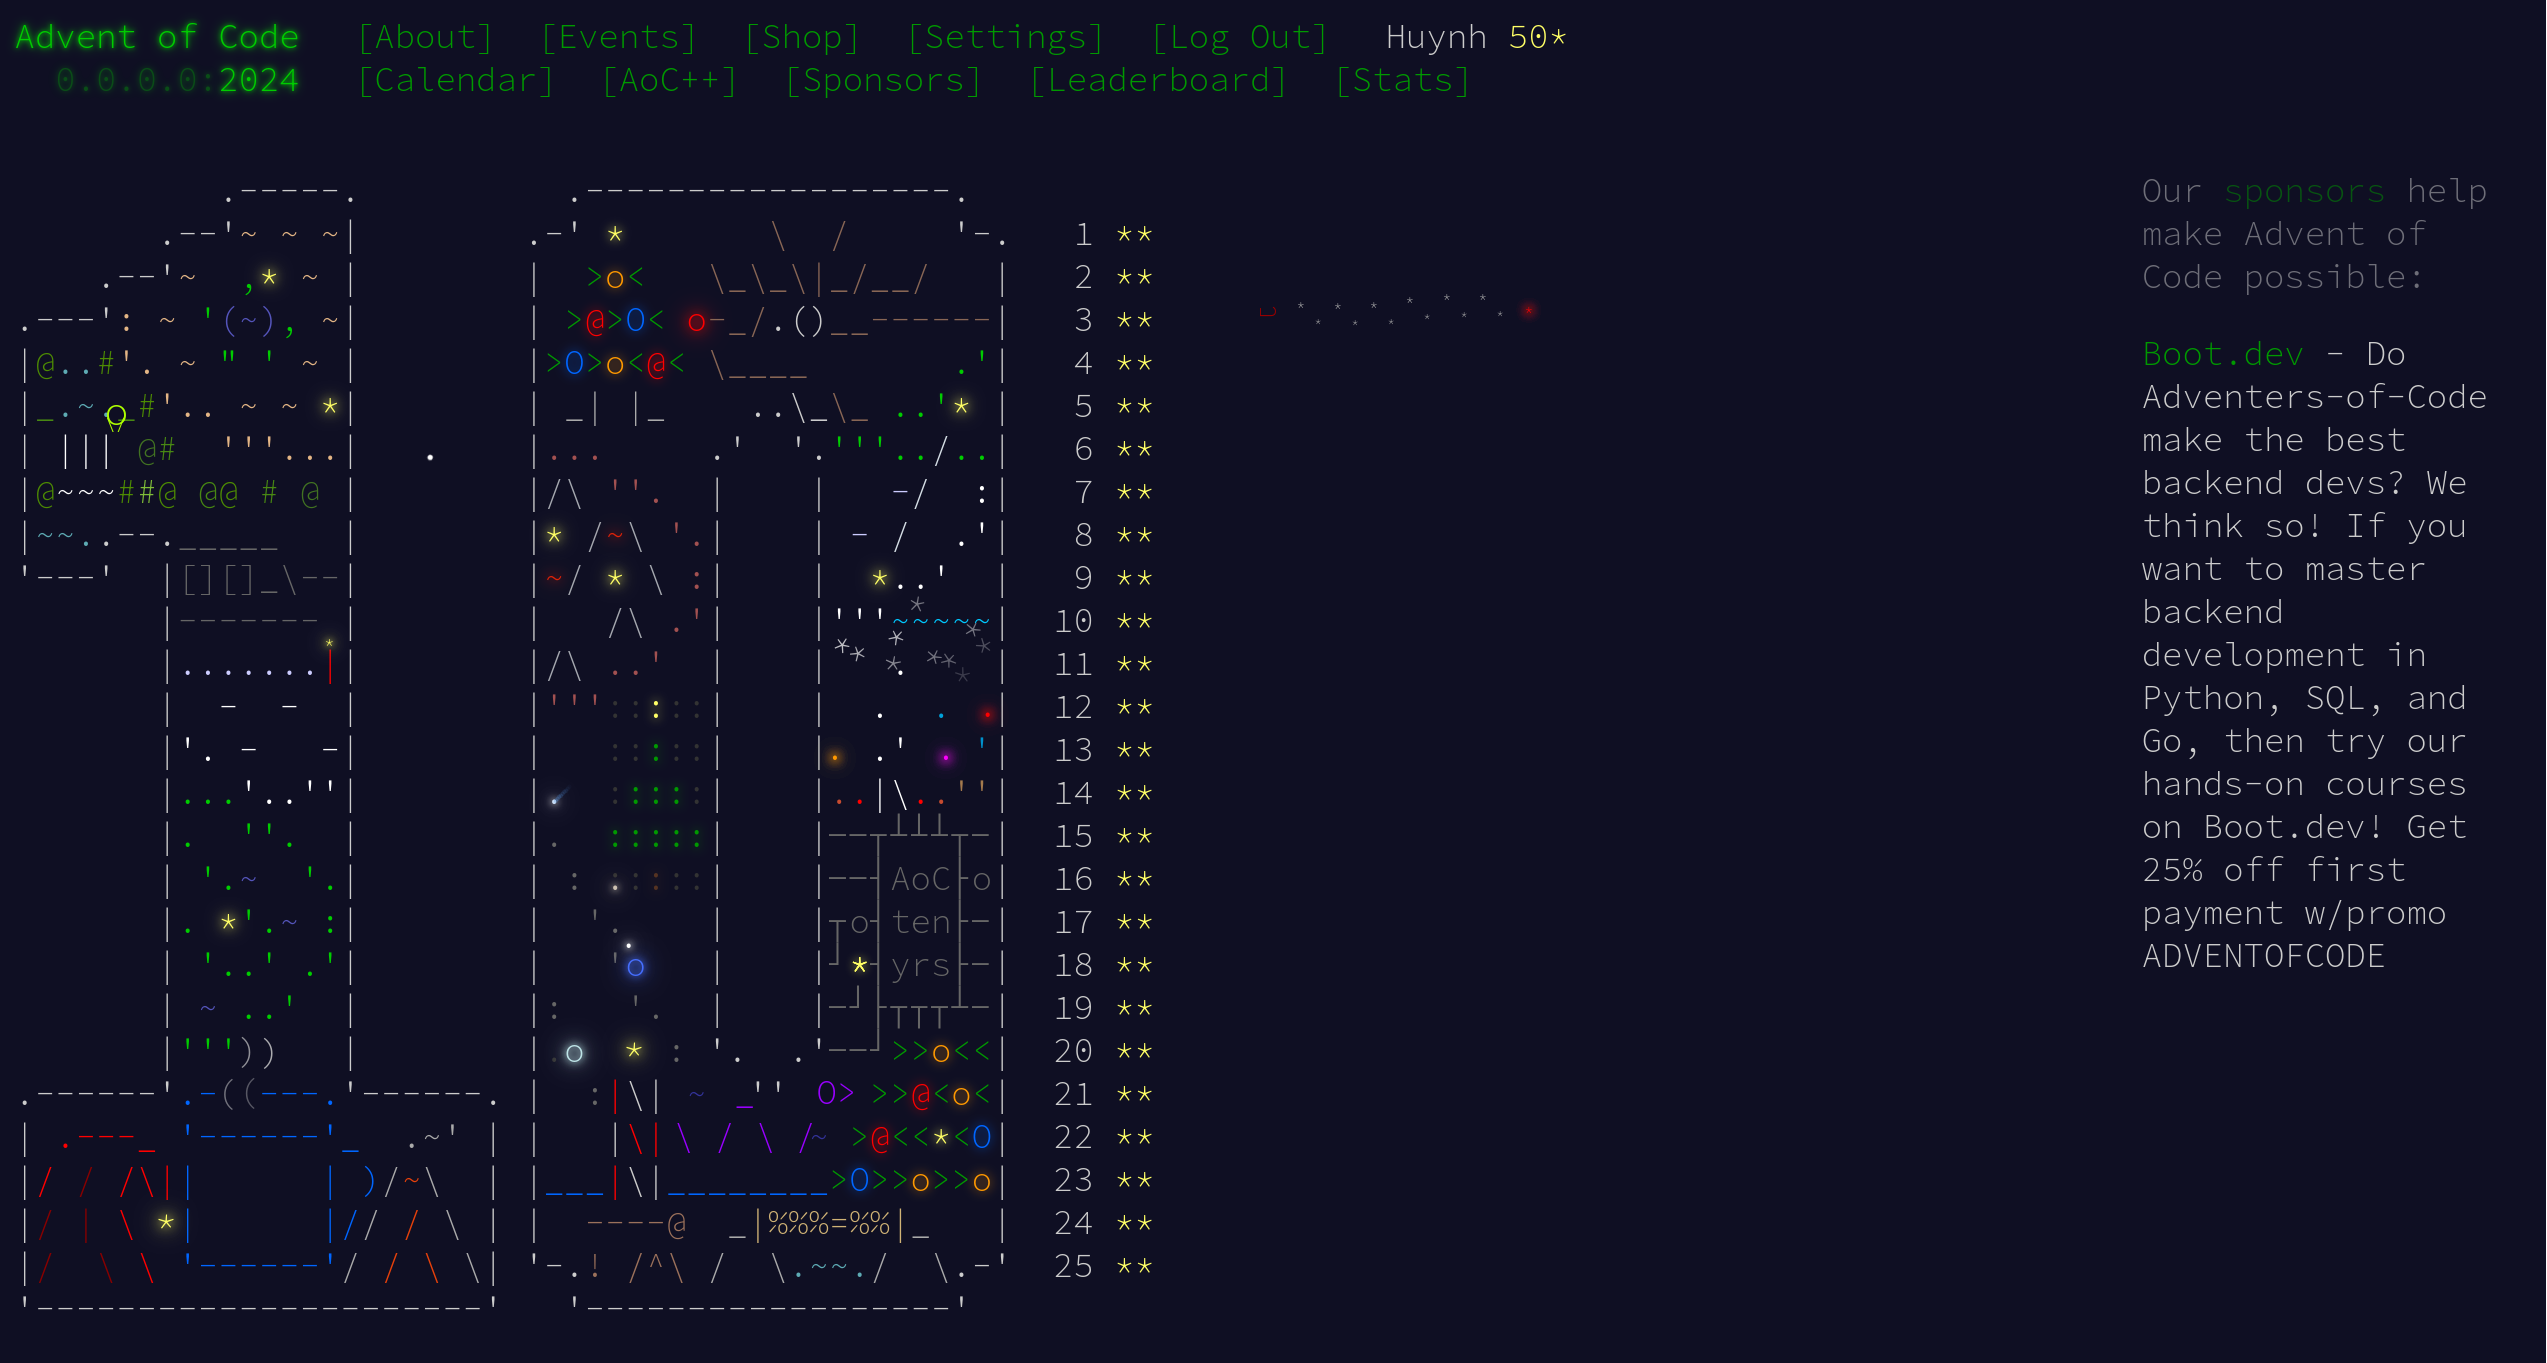 Advent of Code [About] [Events] [Shop] [Settings] [Log Out] Huynh 50*
0.0.0.0:2024 [Calendar] [AoC++] [Sponsors] [Leaderboard] [Stats]
1 **
2 **
3 **
4 **
5 **
6 **
7 **
8 **
9 **
10 **
11 **
12 **
13 **
14 **
15 **
AoC
16 **
ten
17 **
yrs
18 **
19 **
20 **
21 **
22 **
23 **
24 **
25 **
Our sponsors help
make Advent of
Code possible:
Boot.dev - Do
Adventers-of-Code
make the best
backend devs? We
think so! If you
want to master
backend
development in
Python, SQL, and
Go, then try our
hands-on courses
on Boot.dev! Get
25% off first
payment w/promo
ADVENTOFCODE